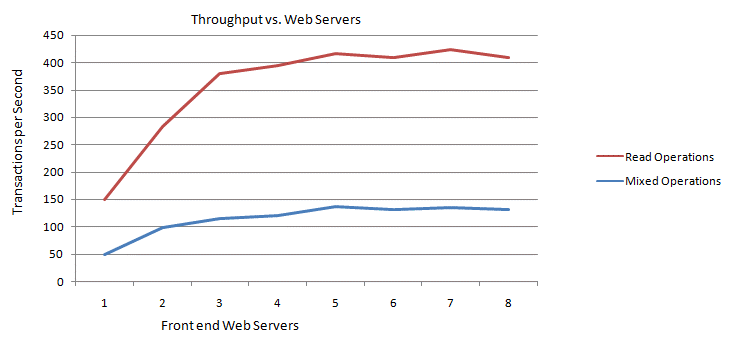 Throughput vs. Web Servers
Transactions per Second
450
400
350
300
250
200
150
100
50
0
1 2 3 4 5 6 7 8
Front end Web Servers
Read Operations
Mixed Operations